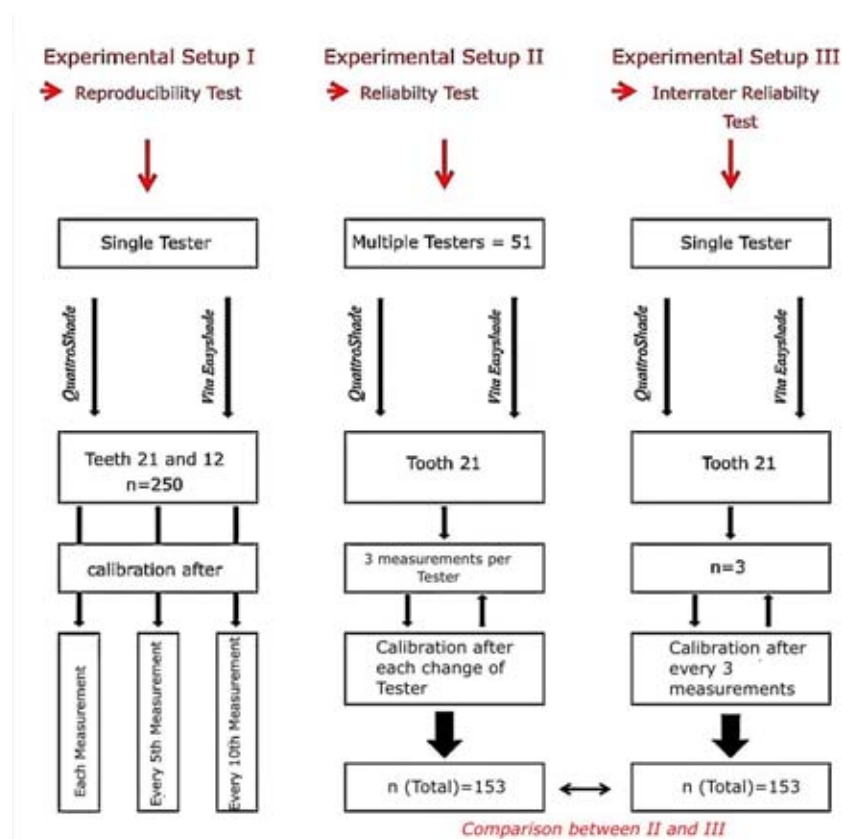 Experimental Setup I
Reproducibility Test
Single Tester
QuattroShade
Vita Easyshade
Teeth 21 and 12
n=250
calibration after
Each Measurement
Every 5th Measurement
Every 10th Measurement
Experimental Setup II
Reliabilty Test
Multiple Testers = 51
QuattroShade
Vita Easyshade
Tooth 21
3 measurements per
Tester
Calibration after
each change of
Tester
n (Total)=153
Experimental Setup III
Interrater Reliabilty
Test
Single Tester
QuattroShade
Vita Easyshade
Tooth 21
n=3
Calibration after
every 3
measurements
n (Total)=153
Comparison between II and III